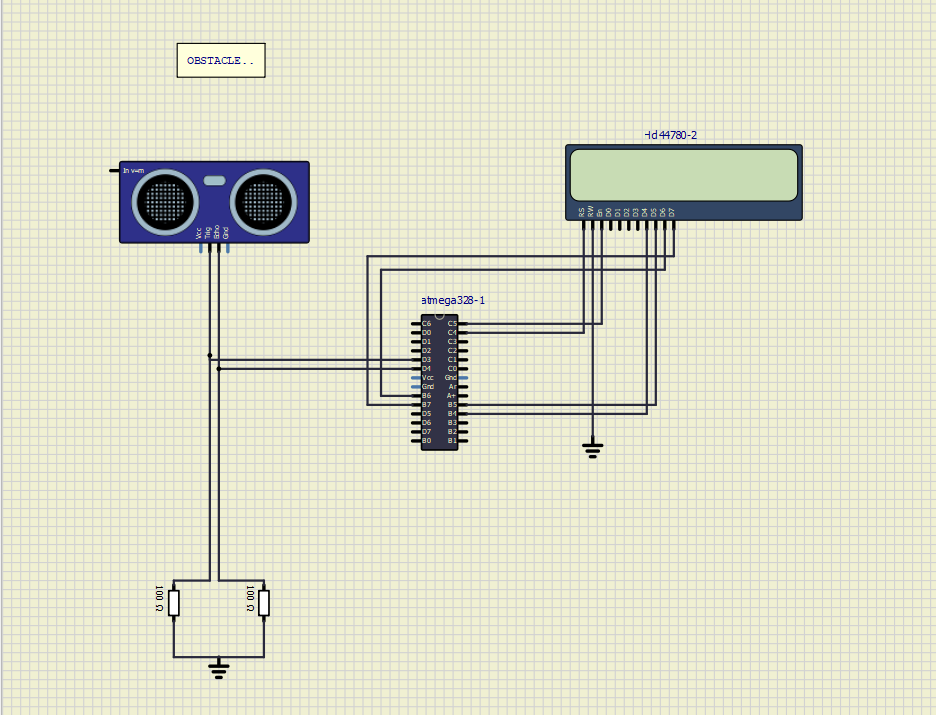 OBSTACLE..
Hd44780-2
RS RW En D0 D1 D2 D3 D4 D5 D6 D7
In v=m
Vcc Trig Echo Gnd
atmega328-1
C6 C5
D0 C4
D1 C3
D2 C2
D3 C1
D4 C0
Vcc Gnd
Gnd Ar
B6 A+
B7 B5
D5 B4
D6 B3
D7 B2
B0 B1
100 Ω
100 Ω